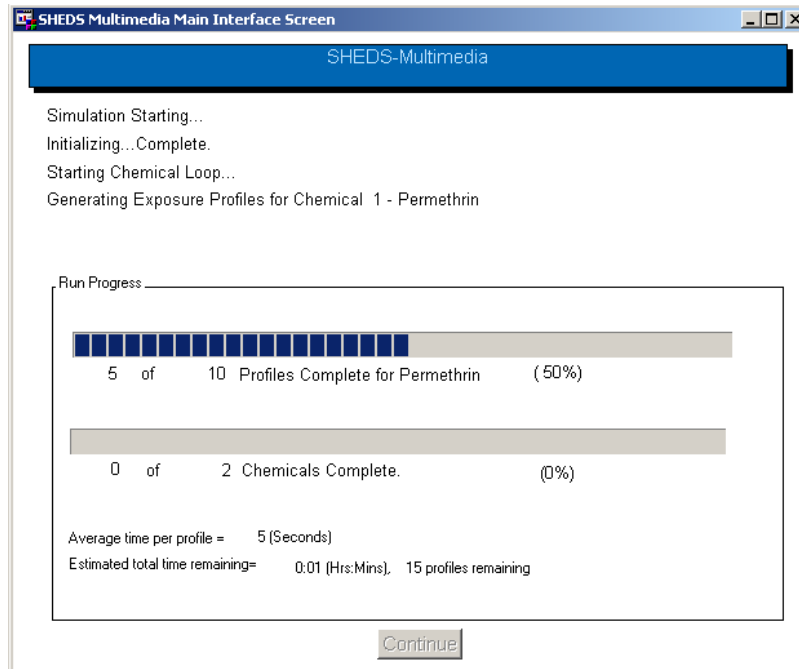 SHEDS Multimedia Main Interface Screen
SHEDS-Multimedia
Simulation Starting...
Initializing...Complete.
Starting Chemical Loop...
Generating Exposure Profiles for Chemical 1 - Permethrin
Run Progress
5 of 10 Profiles Complete for Permethrin (50%)
0 of 2 Chemicals Complete. (0%)
Average time per profile = 5 (Seconds)
Estimated total time remaining= 0:01 (Hrs:Mins), 15 profiles remaining
Continue